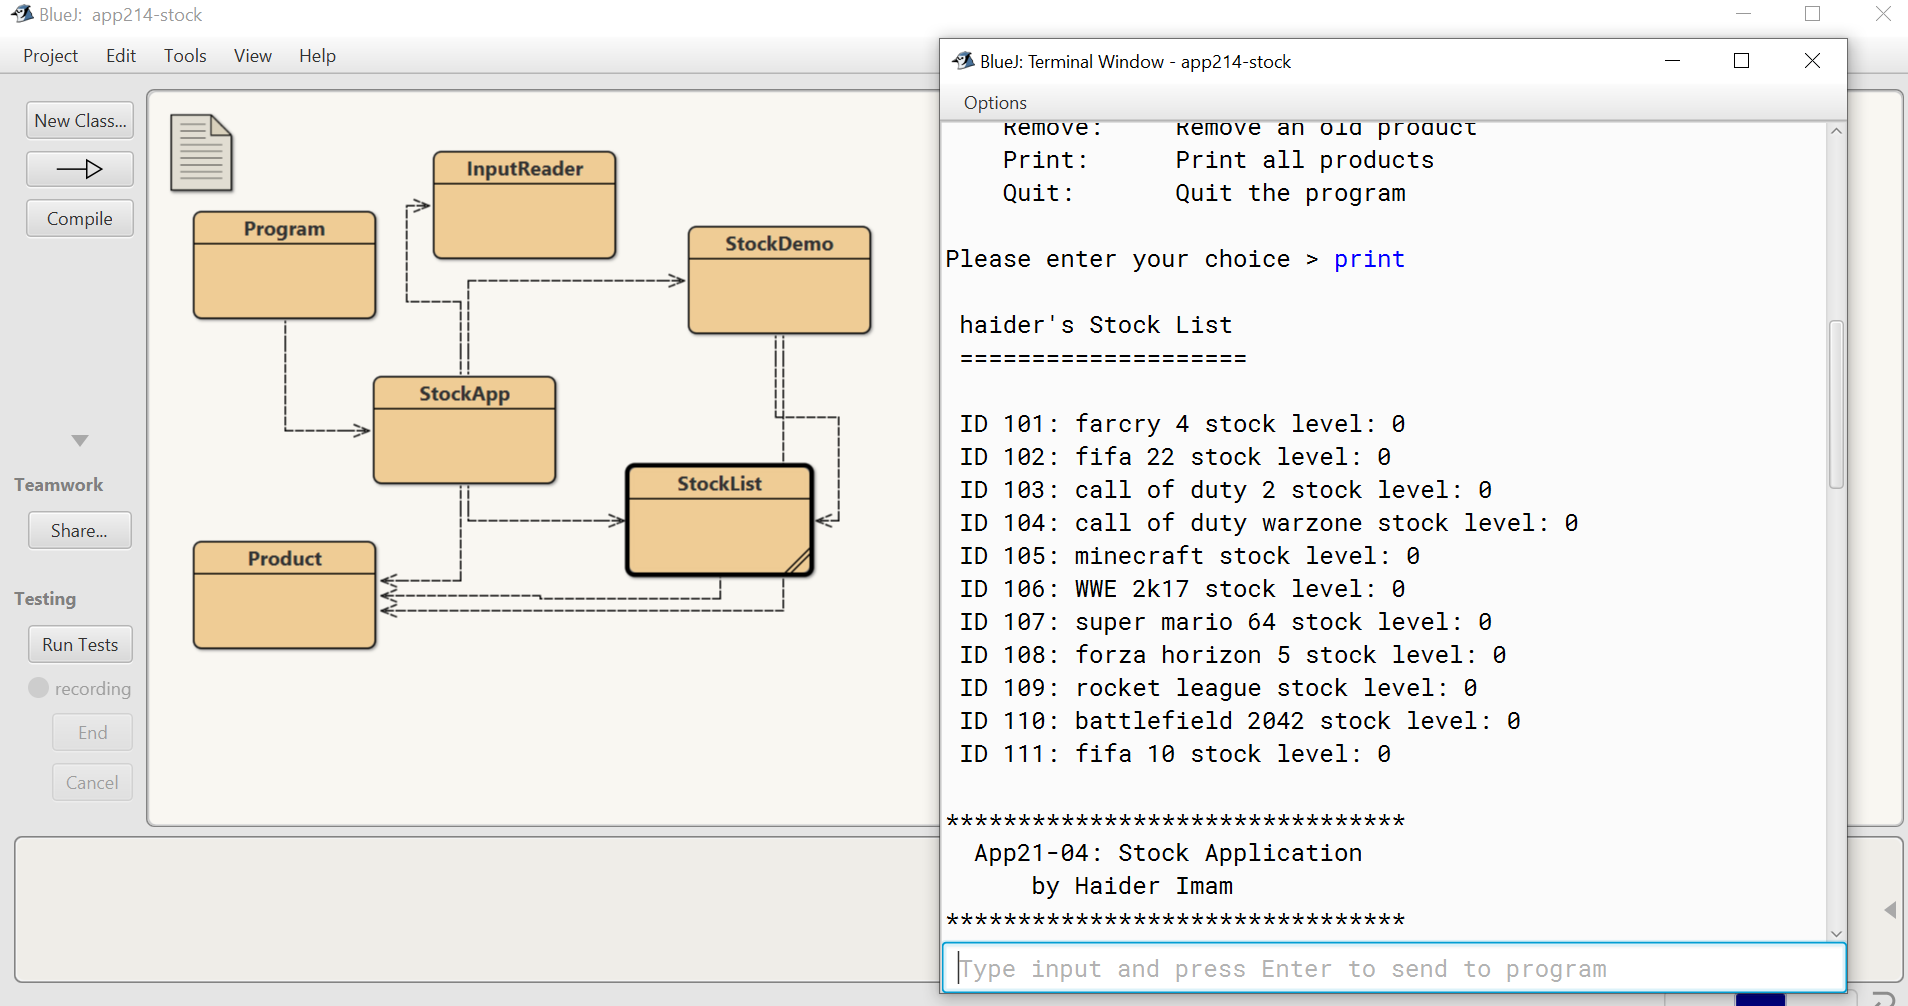 BlueJ: app214-stock
Project Edit Tools View Help
New Class...
Compile
Teamwork
Share...
Testing
Run Tests
recording
End
Cancel
InputReader
Program
StockDemo
StockApp
StockList
Product
BlueJ: Terminal Window - app214-stock
Options
Remove: Remove an old product
Print: Print all products
Quit: Quit the program
Please enter your choice > print
haider's Stock List
====================
ID 101: farcry 4 stock level: 0
ID 102: fifa 22 stock level: 0
ID 103: call of duty 2 stock level: 0
ID 104: call of duty warzone stock level: 0
ID 105: minecraft stock level: 0
ID 106: WWE 2k17 stock level: 0
ID 107: super mario 64 stock level: 0
ID 108: forza horizon 5 stock level: 0
ID 109: rocket league stock level: 0
ID 110: battlefield 2042 stock level: 0
ID 111: fifa 10 stock level: 0
********************************
App21-04: Stock Application
by Haider Imam
********************************
Type input and press Enter to send to program